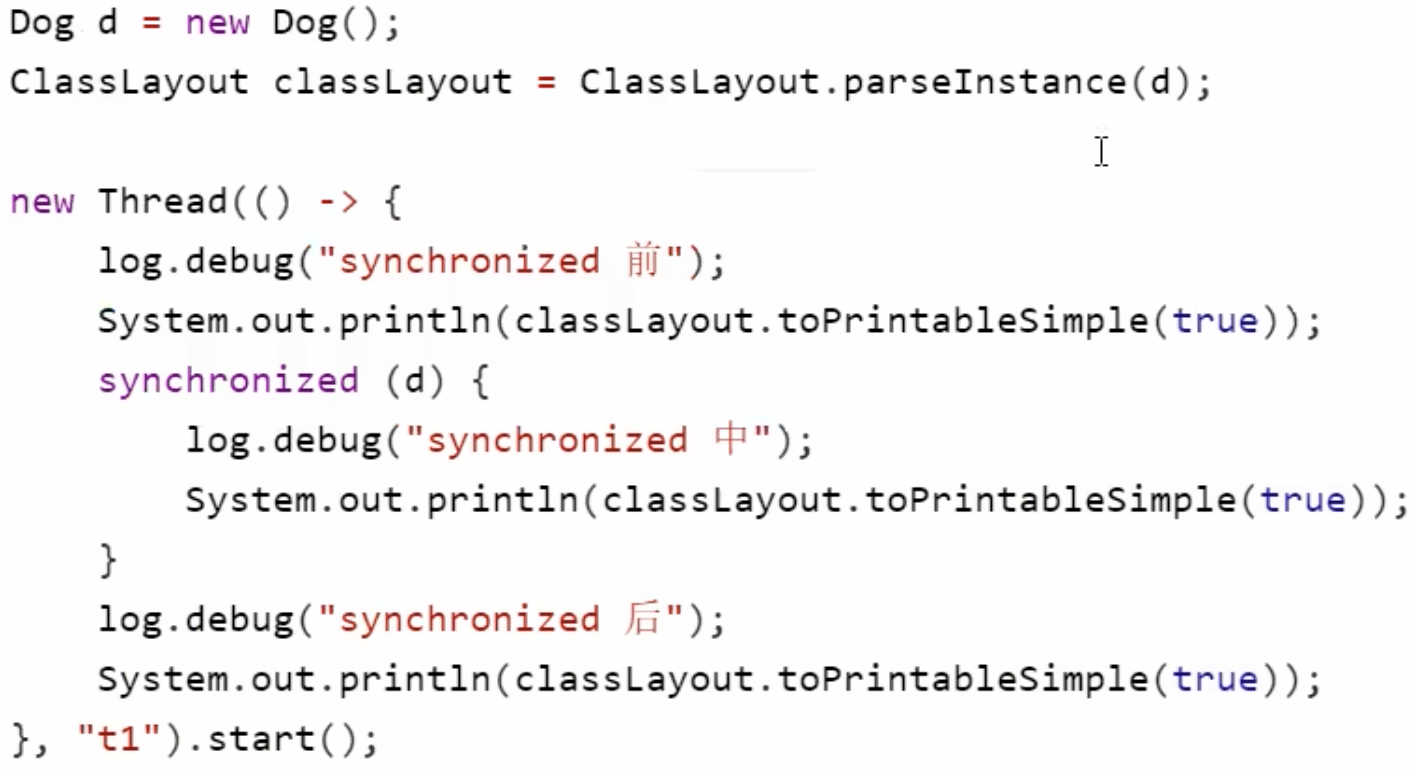 Dog d = new Dog();
ClassLayout classLayout = ClassLayout.parseInstance(d);
new Thread(() -> {
log.debug("synchronized 前");
System.out.println(classLayout.toPrintableSimple(true));
synchronized (d) {
log.debug("synchronized 中");
System.out.println(classLayout.toPrintableSimple(true));
}
log.debug("synchronized 后");
System.out.println(classLayout.toPrintableSimple(true));
}, "t1").start();